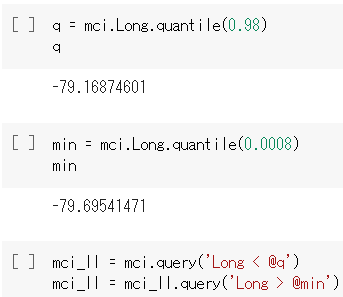 [ ] q = mci.Long.quantile(0.98)
q
-79.16874601
[ ] min = mci.Long.quantile(0.0008)
min
-79.69541471
[ ] mci_ll = mci.query('Long < @q')
mci_ll = mci_ll.query('Long > @min')